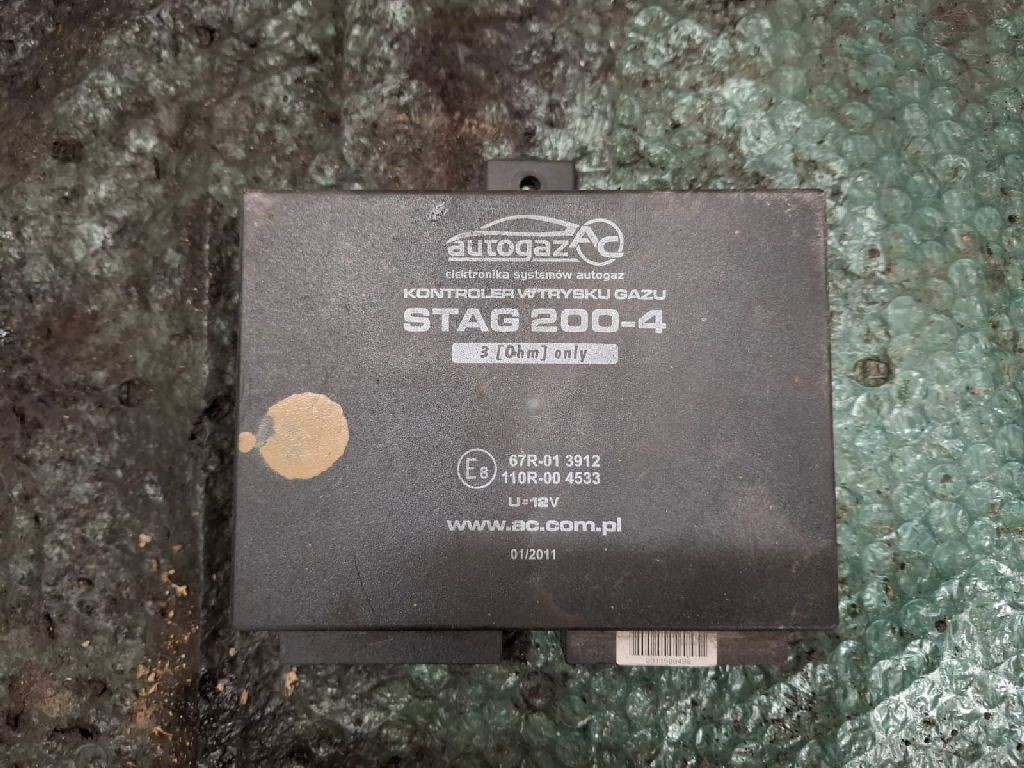 autogaz AC
elektronika systemów autogaz
KONTROLER WTRYSKU GAZU
STAG 200-4
3 [Ohm] only
E8
67R-01 3912
110R-00 4533
U=12V
www.ac.com.pl
01/2011